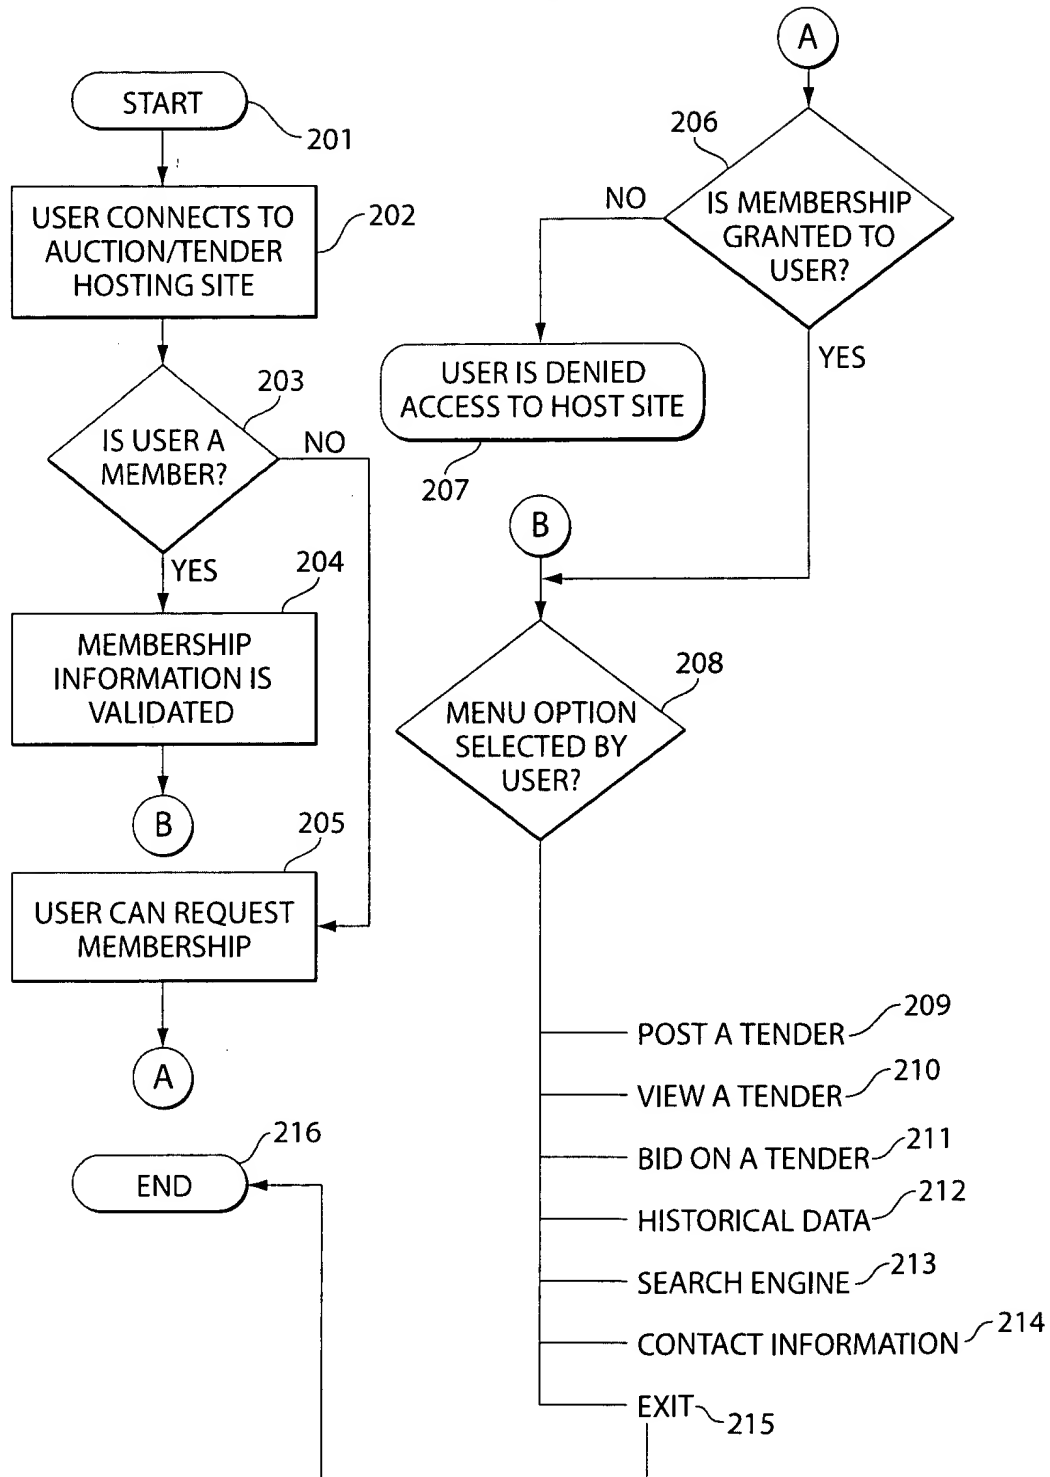 START
201
USER CONNECTS TO
AUCTION/TENDER
HOSTING SITE
202
IS USER A
MEMBER?
203
NO
YES
MEMBERSHIP
INFORMATION IS
VALIDATED
204
B
USER CAN REQUEST
MEMBERSHIP
205
A
END
216
A
206
IS MEMBERSHIP
GRANTED TO
USER?
NO
YES
USER IS DENIED
ACCESS TO HOST SITE
207
B
MENU OPTION
SELECTED BY
USER?
208
POST A TENDER 209
VIEW A TENDER 210
BID ON A TENDER 211
HISTORICAL DATA 212
SEARCH ENGINE 213
CONTACT INFORMATION 214
EXIT 215